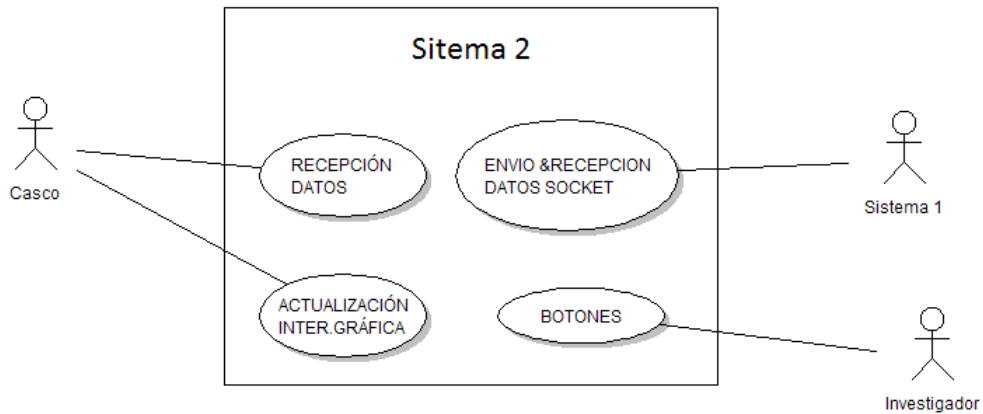 Sitema 2
Casco
RECEPCIÓN
DATOS
ENVIO &RECEPCION
DATOS SOCKET
Sistema 1
ACTUALIZACIÓN
INTER.GRÁFICA
BOTONES
Investigador